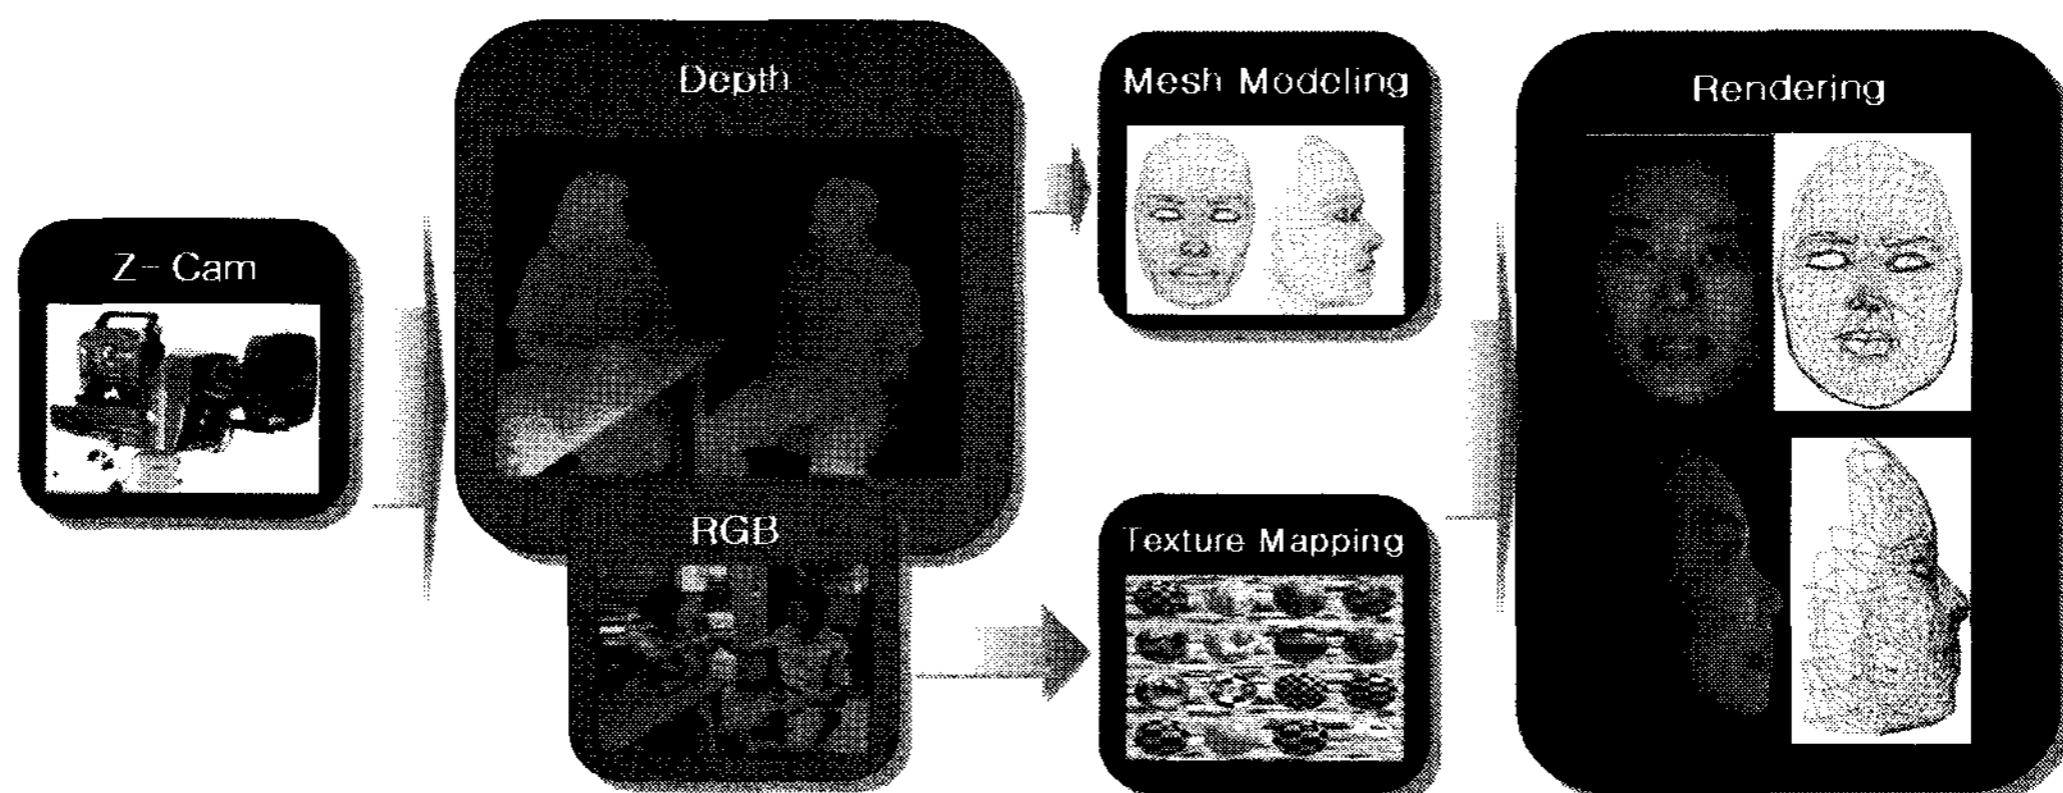 Z- Cam
Depth
RGB
Mesh Modeling
Texture Mapping
Rendering